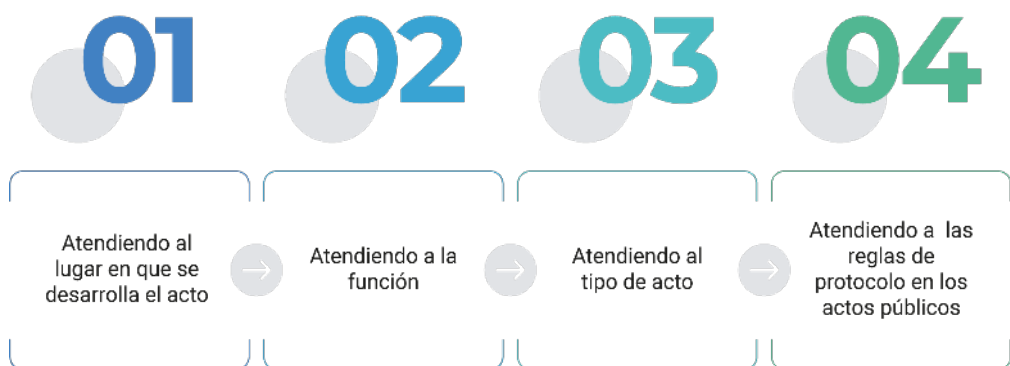 01
02
03
04
Atendiendo al
lugar en que se
desarrolla el acto
Atendiendo a la
función
Atendiendo al
tipo de acto
Atendiendo a  las
reglas de
protocolo en los
actos públicos